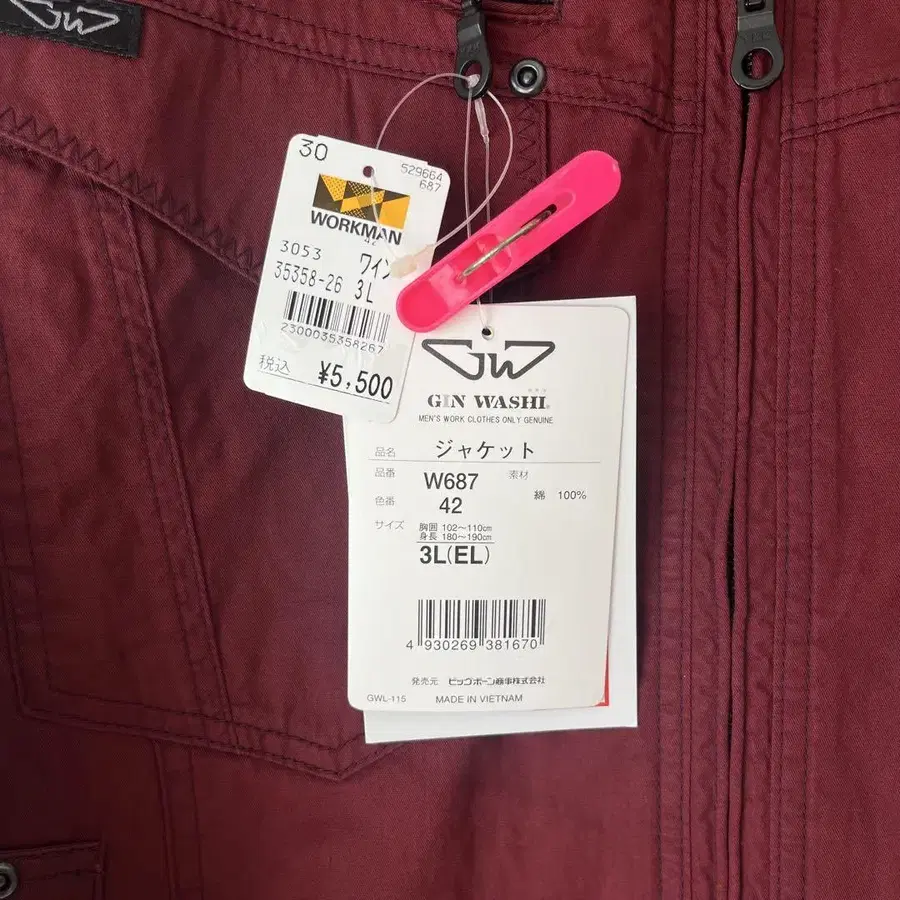 30
529664
687
WORKMAN
42
3053
ワイン
35358-26 3L
2300035358267
税込 ¥5,500
GW
GIN WASHI
MEN'S WORK CLOTHES ONLY GENUINE
品名 ジャケット
品番 W687 素材
綿 100%
色番 42
サイズ 胸囲 102〜110cm
身長 180〜190cm
3L(EL)
4 930269 381670
発売元 ビッグボーン商事株式会社
GWL-115 MADE IN VIETNAM